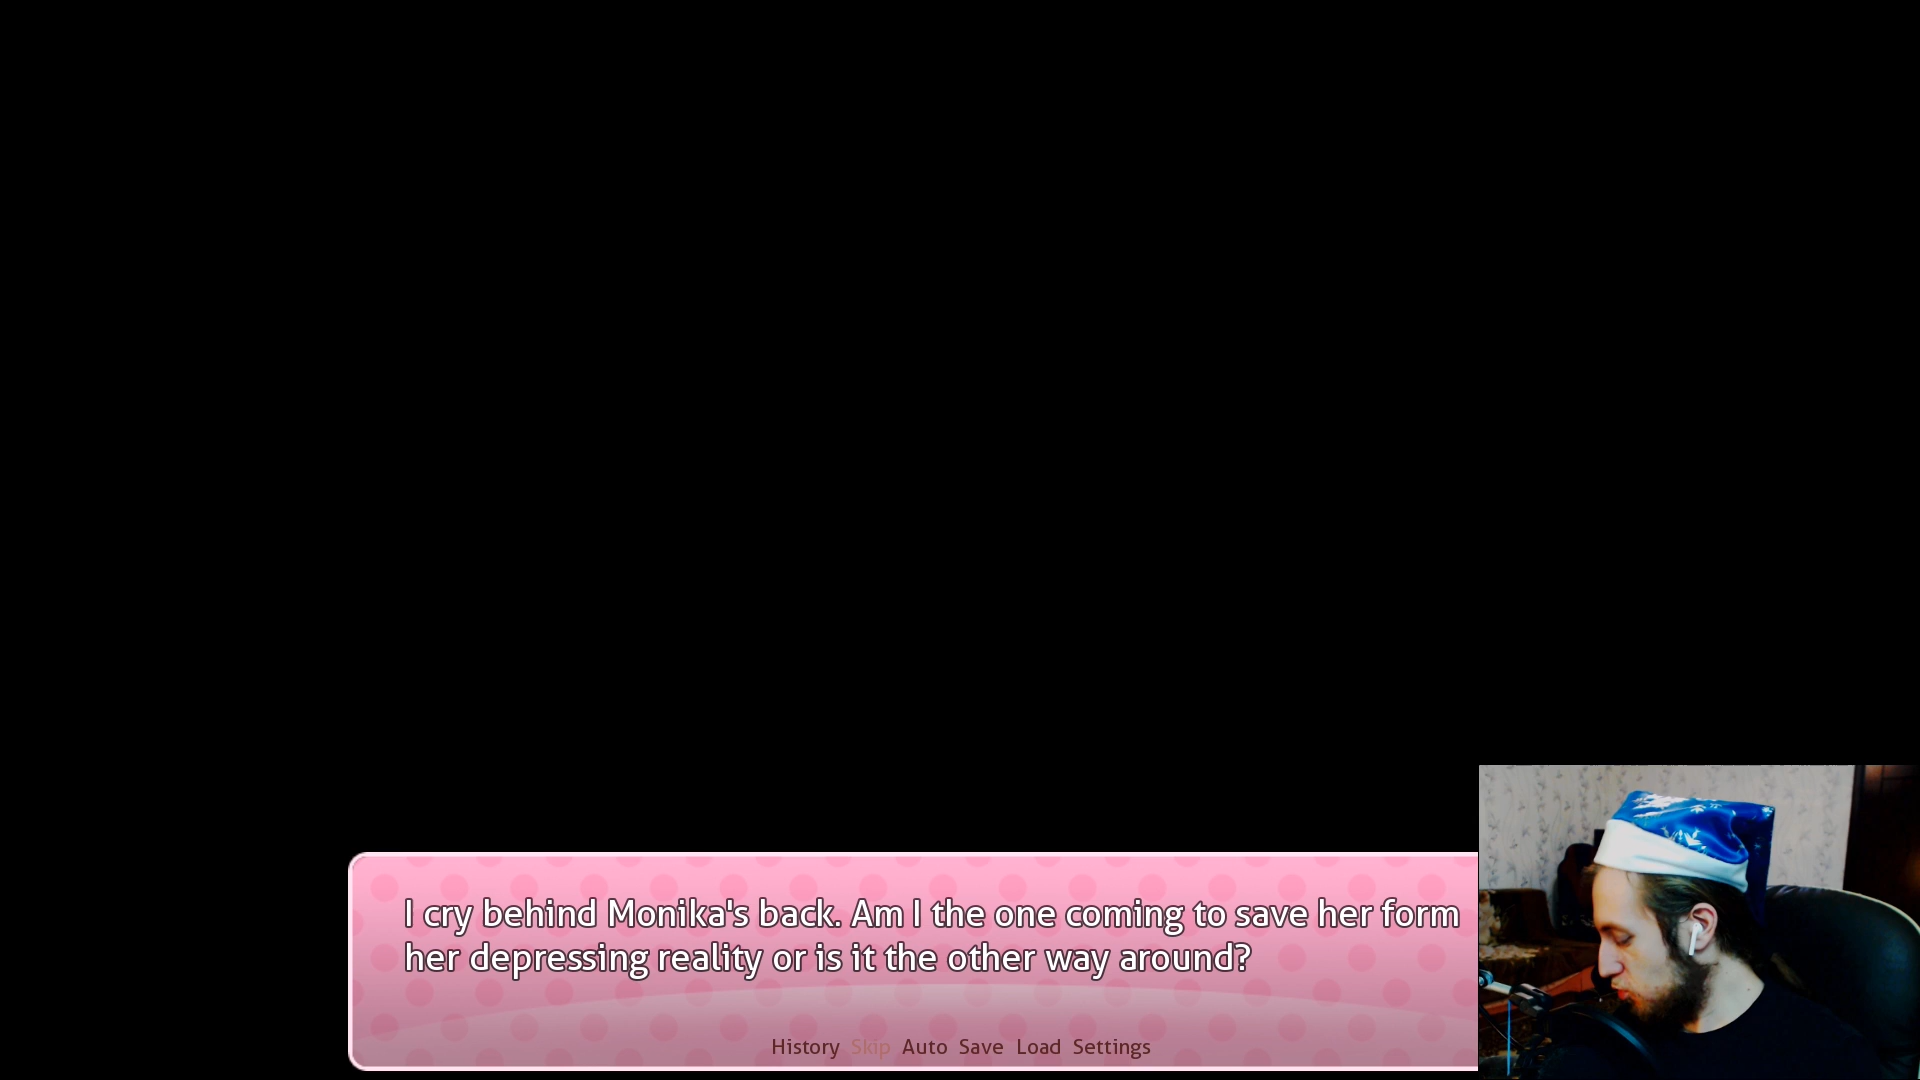 I cry behind Monika's back. Am I the one coming to save her form
her depressing reality or is it the other way around?
History Skip Auto Save Load Settings